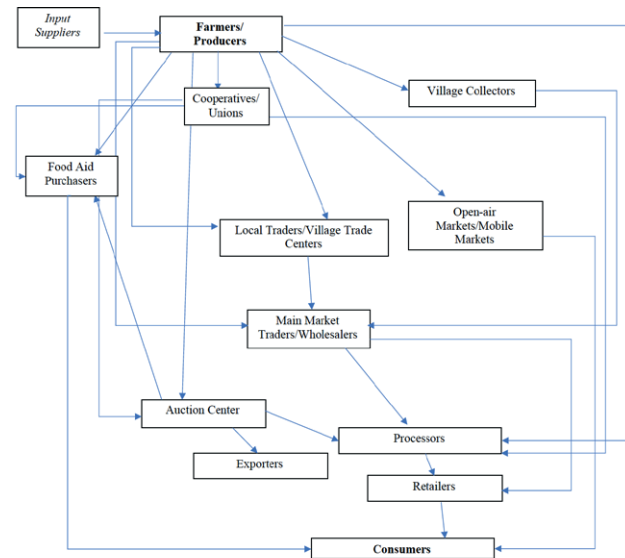 Input
Suppliers
Farmers/
Producers
Cooperatives/
Unions
Village Collectors
Food Aid
Purchasers
Local Traders/Village Trade
Centers
Open-air
Markets/Mobile
Markets
Main Market
Traders/Wholesalers
Auction Center
Processors
Exporters
Retailers
Consumers